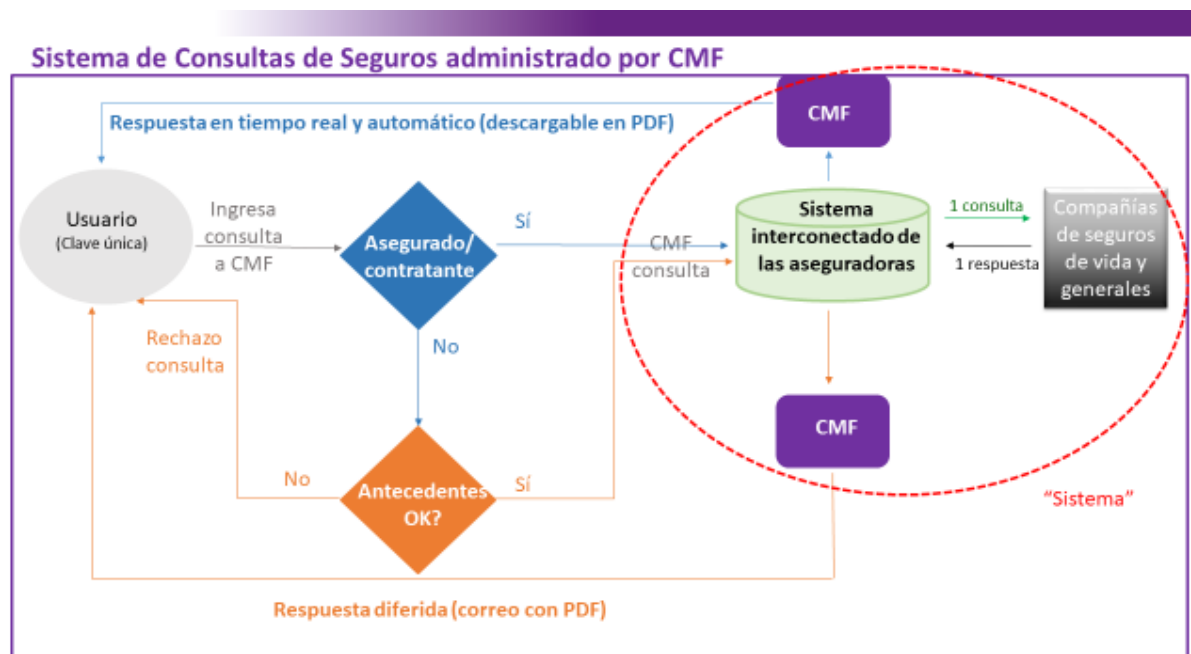 Sistema de Consultas de Seguros administrado por CMF
Respuesta en tiempo real y automático (descargable en PDF)
CMF
Usuario
(Clave única)
Ingresa
consulta
a CMF
Asegurado/
contratante
Sí
CMF
consulta
Sistema
interconectado de
las aseguradoras
1 consulta
1 respuesta
Compañías
de seguros
de vida y
generales
Rechazo
consulta
No
CMF
No
Antecedentes
OK?
Sí
“Sistema”
Respuesta diferida (correo con PDF)